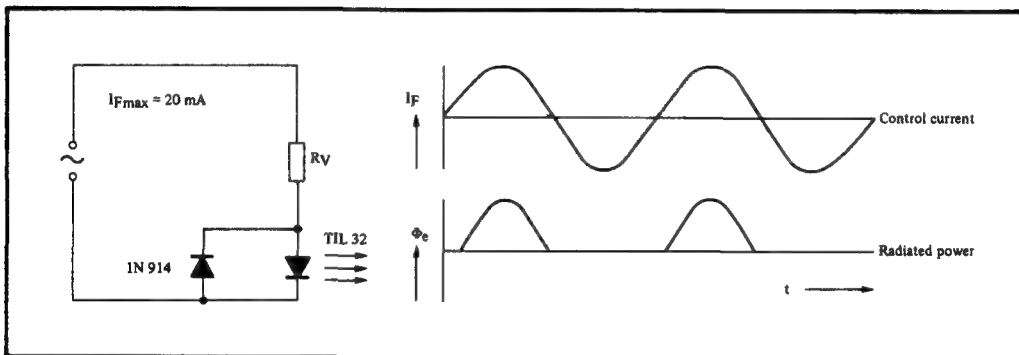 I_Fmax = 20 mA
R_V
1N 914
TIL 32
I_F
Control current
Φ_e
Radiated power
t